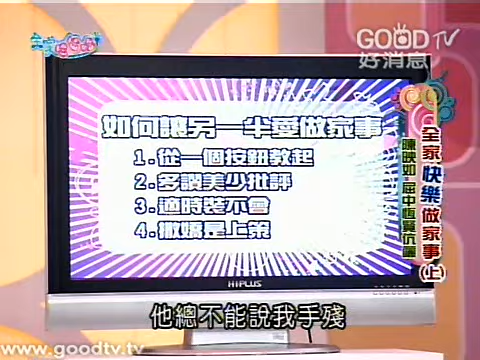 GOOD TV
好消息
如何讓另一半愛做家事
1.從一個按鈕教起
2.多讚美少批評
3.適時裝不會
4.撒嬌是上策
全家快樂做家事(上)
陳映如 屈中恆賢伉儷
HIPLUS
他總不能說我手殘
www.goodtv.tv